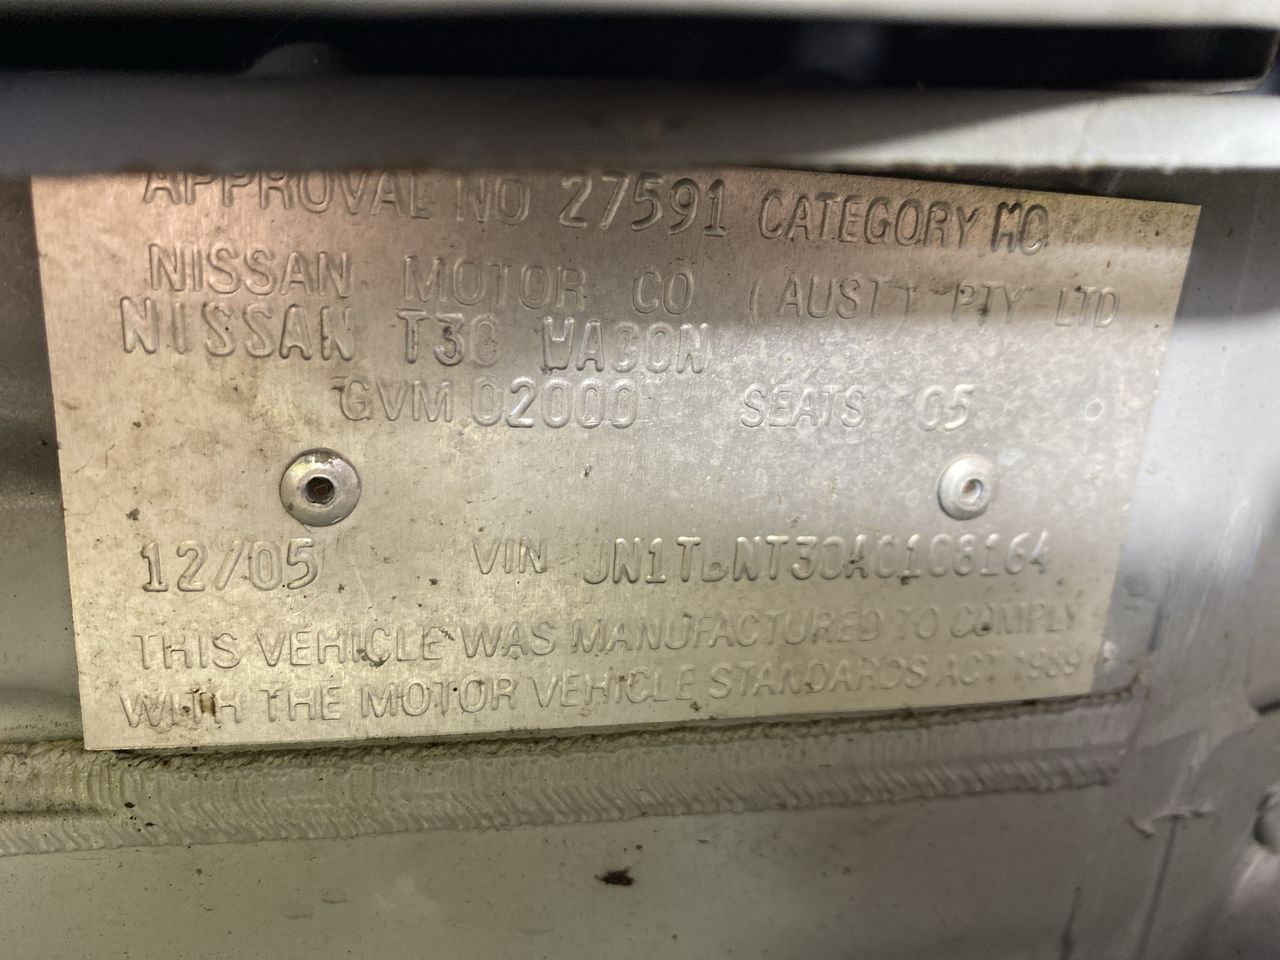 APPROVAL NO 27591 CATEGORY MC
NISSAN MOTOR CO (AUST) PTY LTD
NISSAN T30 WAGON
GVM 02000 SEATS 05
12/05 VIN JN1TBNT30A0108164
THIS VEHICLE WAS MANUFACTURED TO COMPLY
WITH THE MOTOR VEHICLE STANDARDS ACT 1989